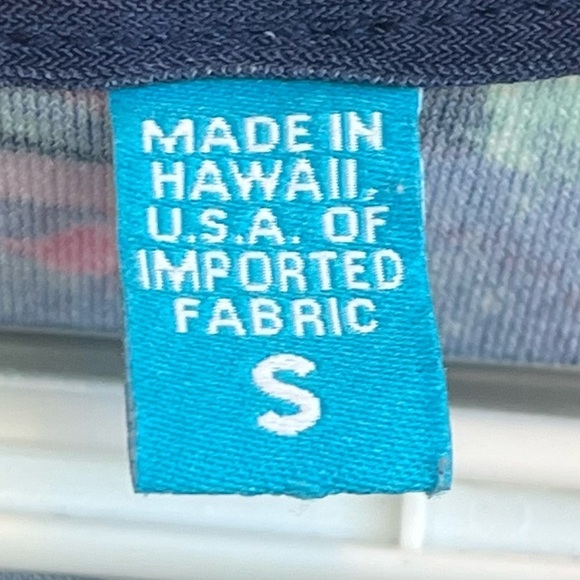 MADE IN
HAWAII,
U.S.A. OF
IMPORTED
FABRIC
S